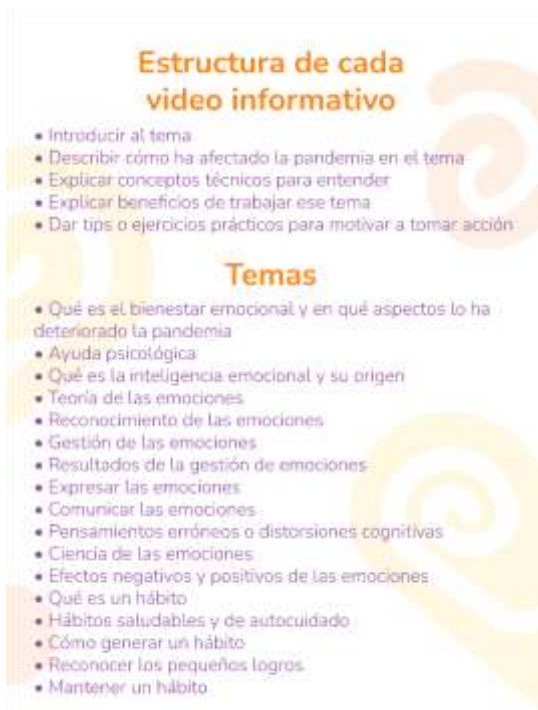 Estructura de cada
video informativo
• Introducir al tema
• Describir cómo ha afectado la pandemia en el tema
• Explicar conceptos técnicos para entender
• Explicar beneficios de trabajar ese tema
• Dar tips o ejercicios prácticos para motivar a tomar acción
Temas
• Qué es el bienestar emocional y en qué aspectos lo ha
deteriorado la pandemia
• Ayuda psicológica
• Qué es la inteligencia emocional y su origen
• Teoría de las emociones
• Reconocimiento de las emociones
• Gestión de las emociones
• Resultados de la gestión de emociones
• Expresar las emociones
• Comunicar las emociones
• Pensamientos erróneos o distorsiones cognitivas
• Ciencia de las emociones
• Efectos negativos y positivos de las emociones
• Qué es un hábito
• Hábitos saludables y de autocuidado
• Cómo generar un hábito
• Reconocer los pequeños logros
• Mantener un hábito